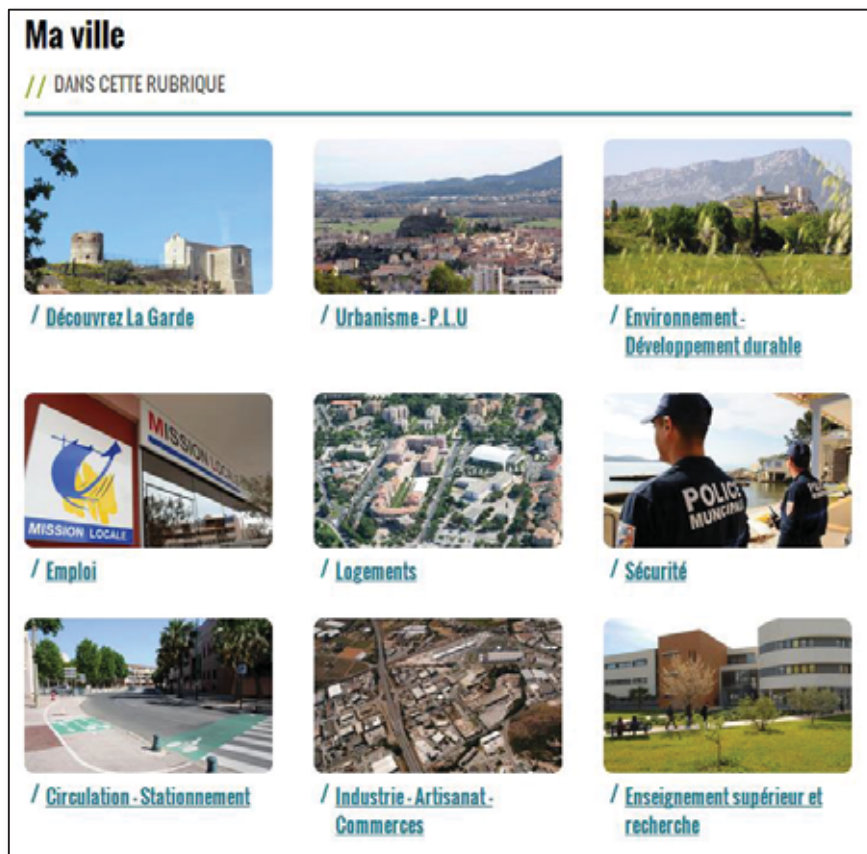 Ma ville
// DANS CETTE RUBRIQUE
/ Découvrez La Garde
/ Urbanisme - P.L.U
/ Environnement -
Développement durable
MISSION LOCALE
MISSION LOCALE
/ Emploi
/ Logements
POLICE
MUNICIPALE
/ Sécurité
/ Circulation - Stationnement
/ Industrie - Artisanat -
Commerces
/ Enseignement supérieur et
recherche